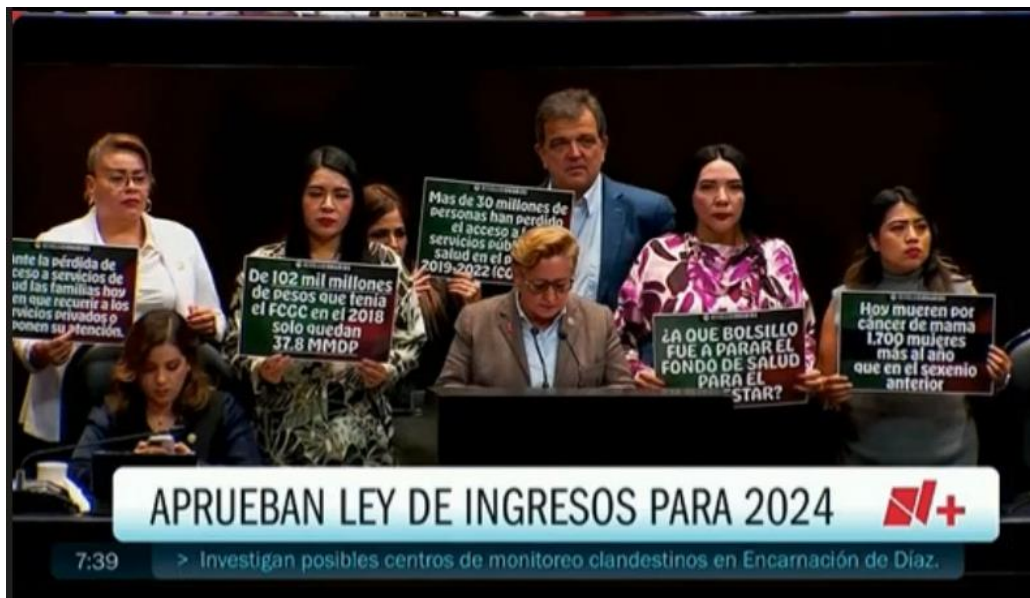 nte la pérdida de
ceso a servicios de
ud las familias hoy
en que recurrir a los
rvicios privados o
ponen su atención.
De 102 mil millones
de pesos que tenía
el FCGC en el 2018
solo quedan
37.8 MMDP
Mas de 30 millones de
personas han perdido
el acceso a
servicios púb
salud en el p
2019-2022 (CO
¿A QUE BOLSILLO
FUE A PARAR EL
FONDO DE SALUD
PARA EL
STAR?
Hoy mueren por
cáncer de mama
1,700 mujeres
más al año
que en el sexenio
anterior
APRUEBAN LEY DE INGRESOS PARA 2024
N+
7:39 > Investigan posibles centros de monitoreo clandestinos en Encarnación de Díaz.